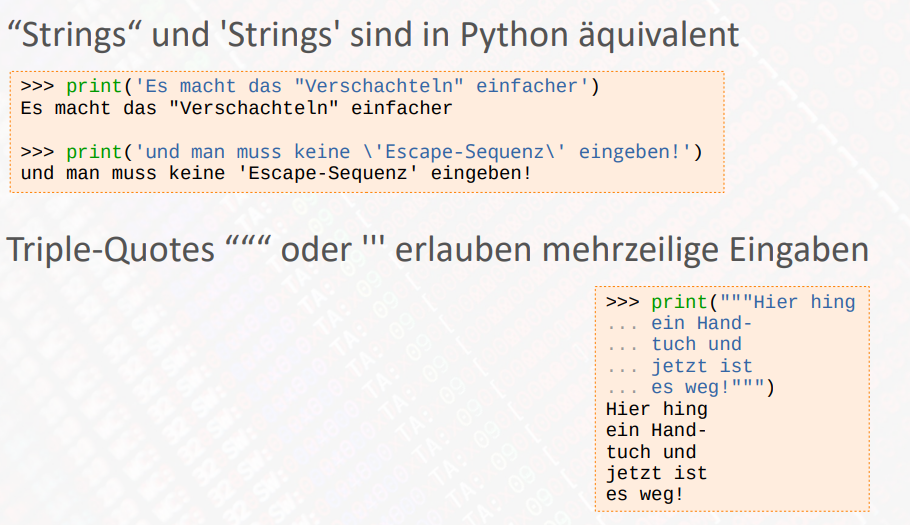 “Strings“ und 'Strings' sind in Python äquivalent
>>> print('Es macht das "Verschachteln" einfacher')
Es macht das "Verschachteln" einfacher
>>> print('und man muss keine \'Escape-Sequenz\' eingeben!')
und man muss keine 'Escape-Sequenz' eingeben!
Triple-Quotes “““ oder ''' erlauben mehrzeilige Eingaben
>>> print("""Hier hing
... ein Hand-
... tuch und
... jetzt ist
... es weg!""")
Hier hing
ein Hand-
tuch und
jetzt ist
es weg!